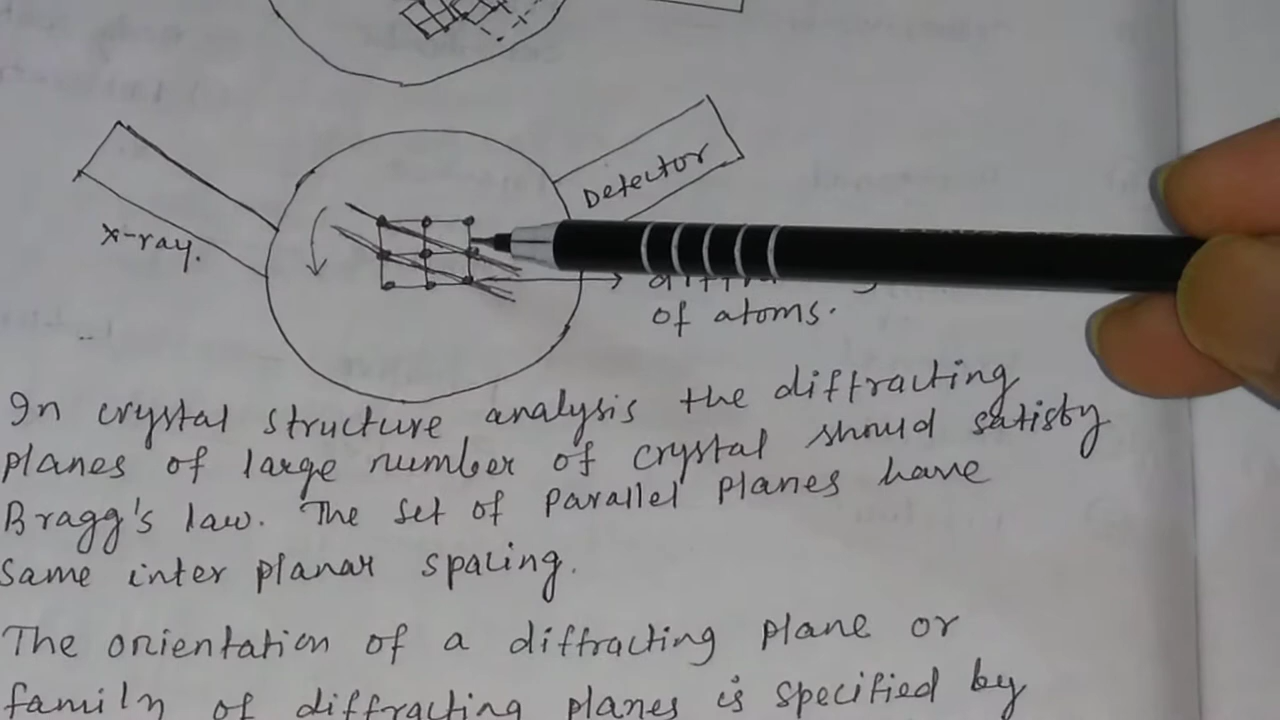 Detector
x-ray.
of atoms.
In crystal structure analysis the diffracting
planes of large number of crystal should satisfy
Bragg's law. The set of parallel planes have
same inter planar spacing.
The orientation of a diffracting plane or
family of diffracting planes is specified by